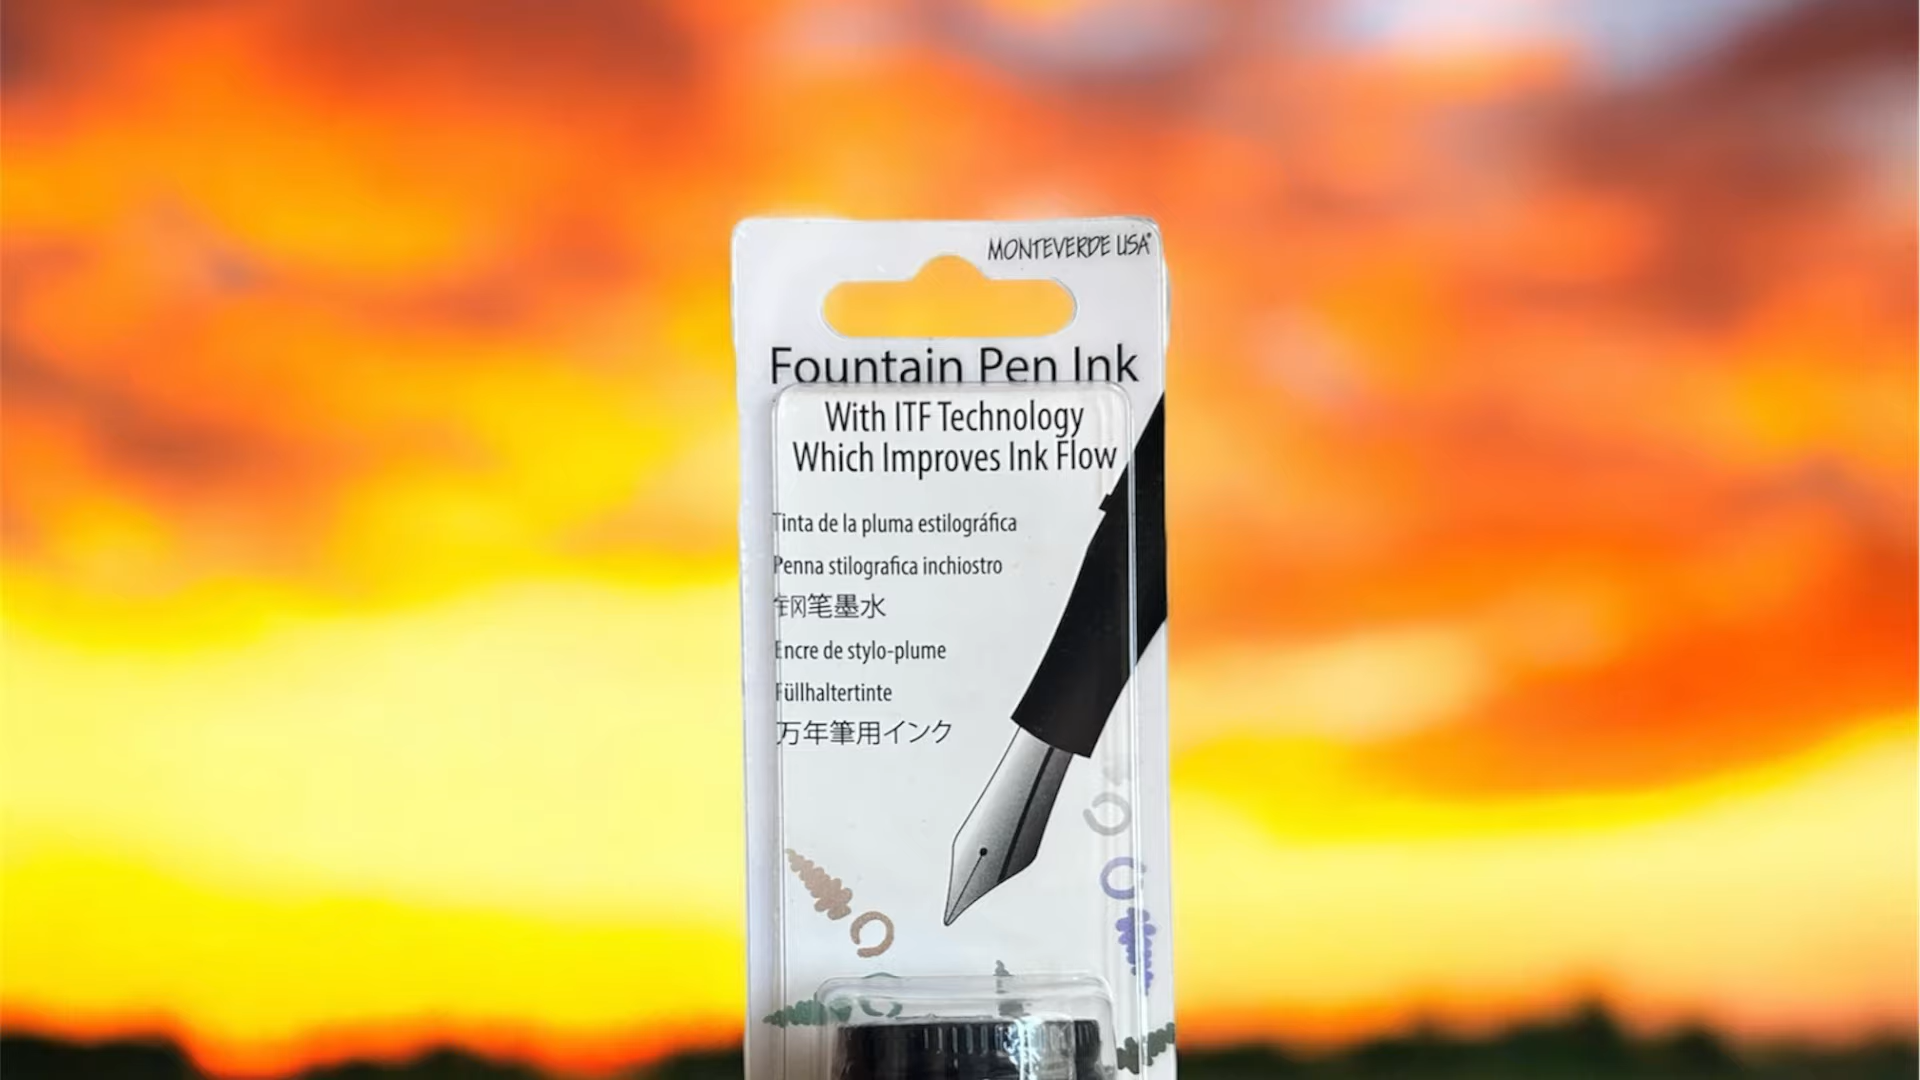 MONTEVERDE USA®
Fountain Pen Ink
With ITF Technology
Which Improves Ink Flow
Tinta de la pluma estilográfica
Penna stilografica inchiostro
钢笔墨水
Encre de stylo-plume
Füllhaltertinte
万年筆用インク